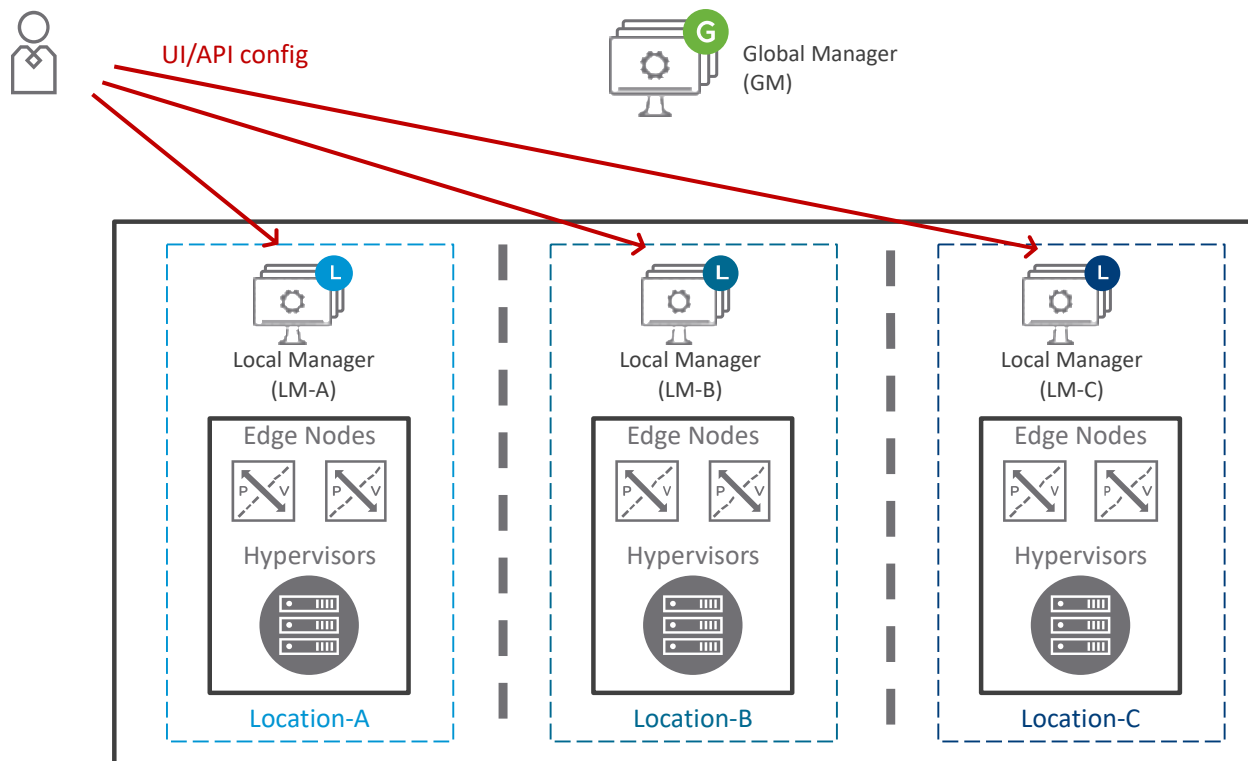 UI/API config
G
Global Manager
(GM)
L
Local Manager
(LM-A)
Edge Nodes
P V P V
Hypervisors
Location-A
L
Local Manager
(LM-B)
Edge Nodes
P V P V
Hypervisors
Location-B
L
Local Manager
(LM-C)
Edge Nodes
P V P V
Hypervisors
Location-C